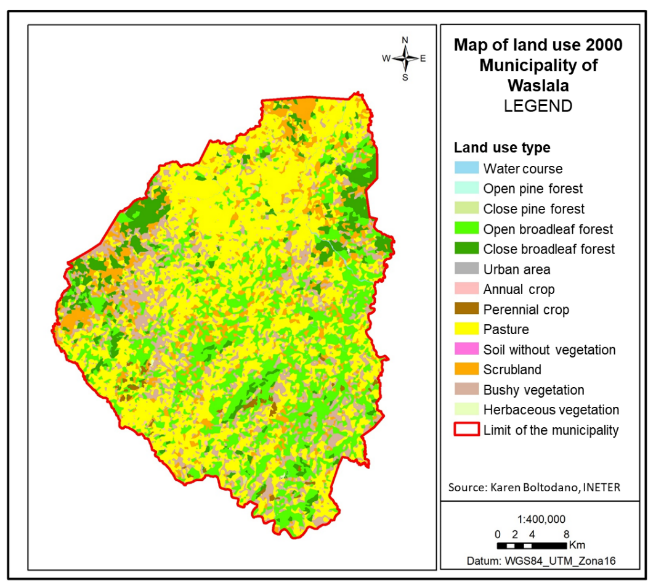 N
W E
S
Map of land use 2000
Municipality of
Waslala
LEGEND
Land use type
Water course
Open pine forest
Close pine forest
Open broadleaf forest
Close broadleaf forest
Urban area
Annual crop
Perennial crop
Pasture
Soil without vegetation
Scrubland
Bushy vegetation
Herbaceous vegetation
Limit of the municipality
Source: Karen Boltodano, INETER
1:400,000
0 2 4 8
Km
Datum: WGS84_UTM_Zona16